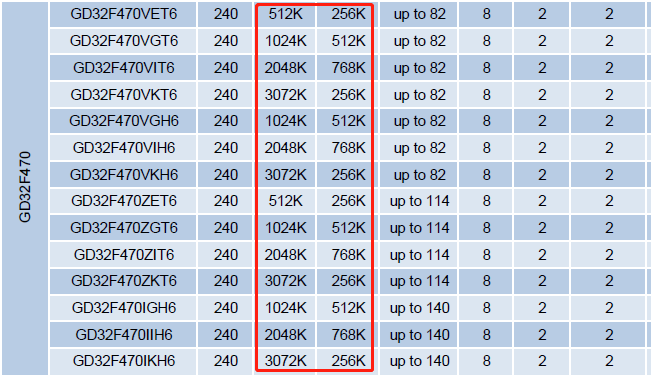 GD32F470
GD32F470VET6 240 512K 256K up to 82 8 2 2
GD32F470VGT6 240 1024K 512K up to 82 8 2 2
GD32F470VIT6 240 2048K 768K up to 82 8 2 2
GD32F470VKT6 240 3072K 256K up to 82 8 2 2
GD32F470VGH6 240 1024K 512K up to 82 8 2 2
GD32F470VIH6 240 2048K 768K up to 82 8 2 2
GD32F470VKH6 240 3072K 256K up to 82 8 2 2
GD32F470ZET6 240 512K 256K up to 114 8 2 2
GD32F470ZGT6 240 1024K 512K up to 114 8 2 2
GD32F470ZIT6 240 2048K 768K up to 114 8 2 2
GD32F470ZKT6 240 3072K 256K up to 114 8 2 2
GD32F470IGH6 240 1024K 512K up to 140 8 2 2
GD32F470IIH6 240 2048K 768K up to 140 8 2 2
GD32F470IKH6 240 3072K 256K up to 140 8 2 2